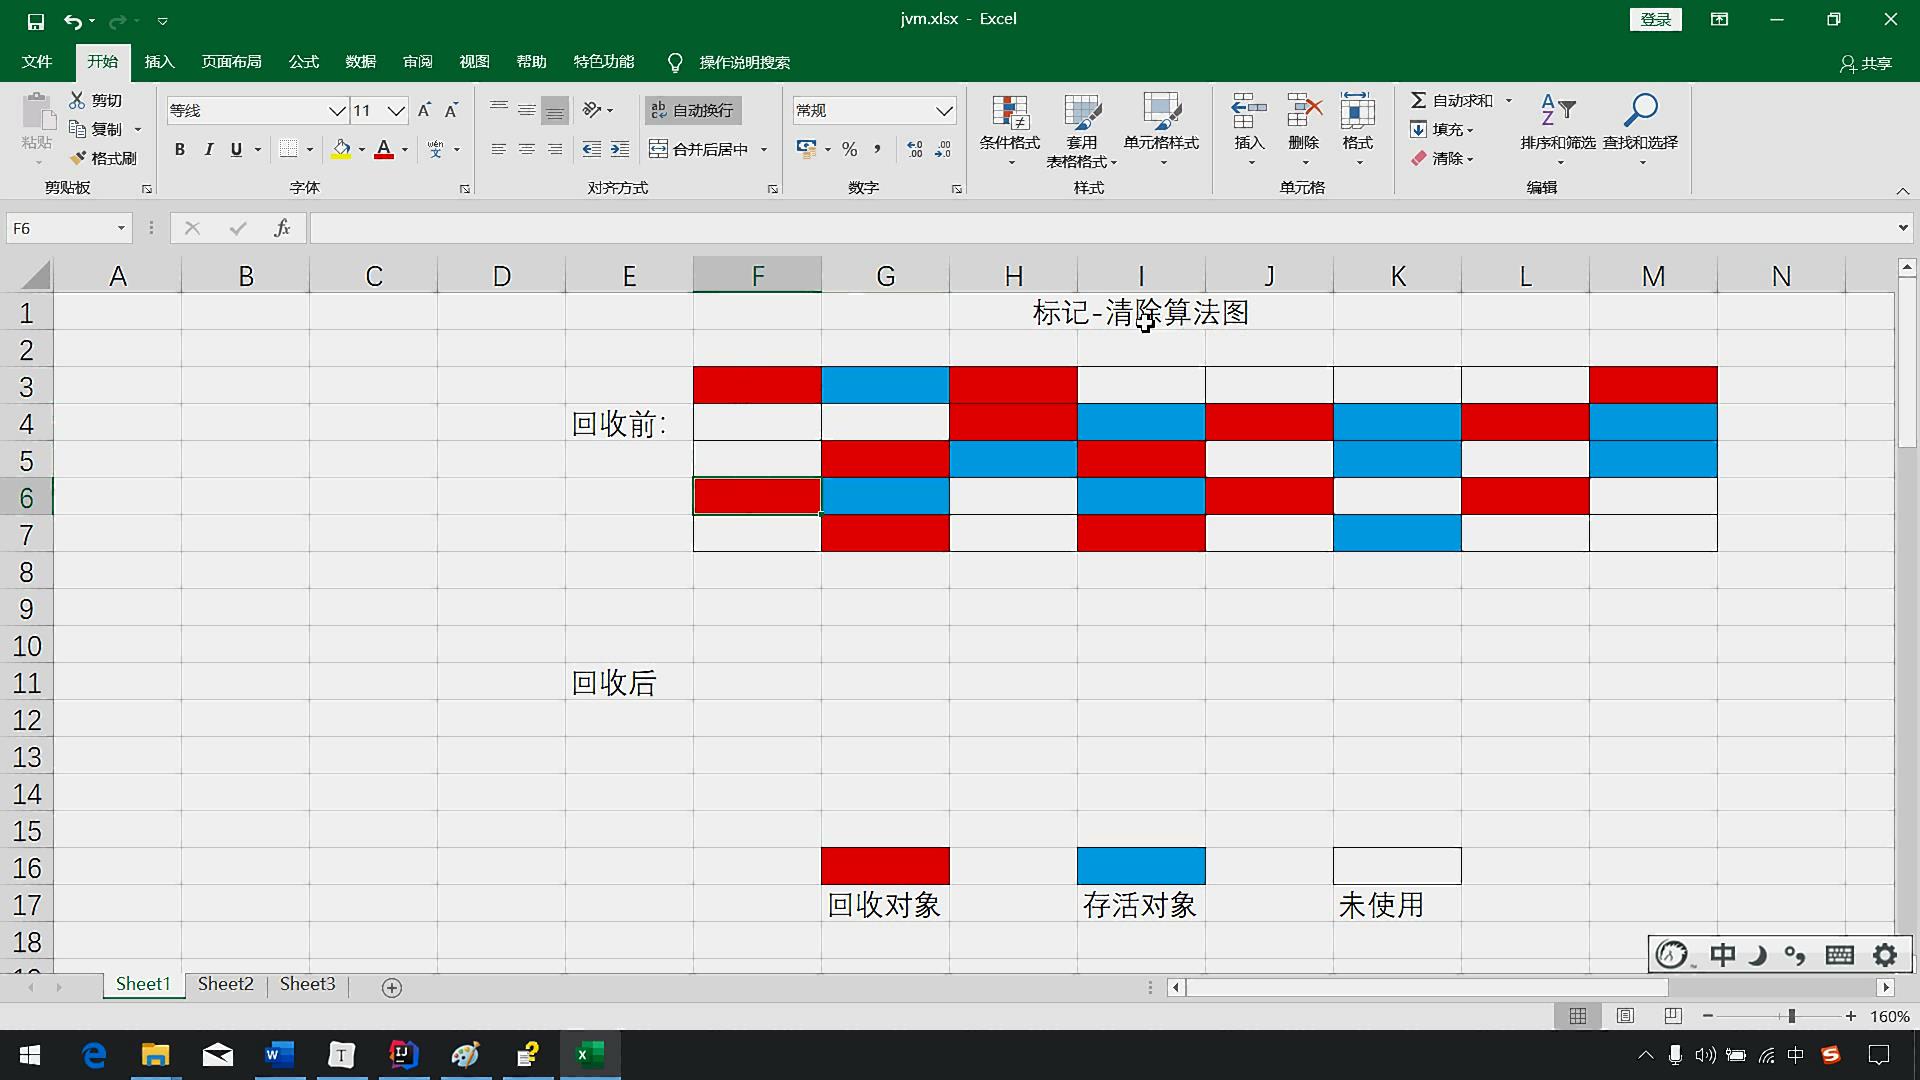 jvm.xlsx - Excel
登录
文件 开始 插入 页面布局 公式 数据 审阅 视图 帮助 特色功能 操作说明搜索 共享
粘贴
剪切
复制
格式刷
剪贴板
等线 11
B I U A wén 文
字体
ab 自动换行
合并后居中
对齐方式
常规
% , .00 .00
数字
条件格式
套用
表格格式
单元格样式
样式
插入 删除 格式
单元格
自动求和
填充
清除
排序和筛选 查找和选择
编辑
F6 fx
A B C D E F G H I J K L M N
1 标记-清除算法图
2
3
4 回收前：
5
6
7
8
9
10
11 回收后
12
13
14
15
16
17 回收对象 存活对象 未使用
18
中
Sheet1 Sheet2 Sheet3
160%
中